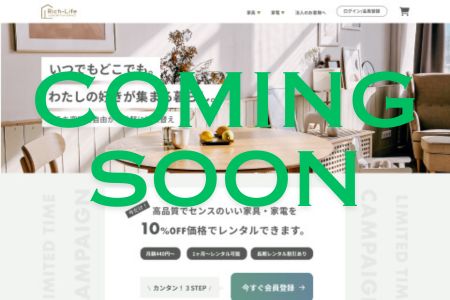 Rich-Life
家具 ▼ 家電 ▼ 法人のお客様へ ログイン/会員登録
いつでもどこでも。
わたしの好きが集まる暮らし。
COMING
SOON
今だけ!
高品質でセンスのいい家具・家電を
10%OFF価格でレンタルできます。
月額440円～ 1ヶ月～レンタル可能 長期レンタル割引あり
\ カンタン！3STEP / 今すぐ会員登録 →
LIMITED TIME
CAMPAIGN
CAMPAIGN
LIMITED TIME